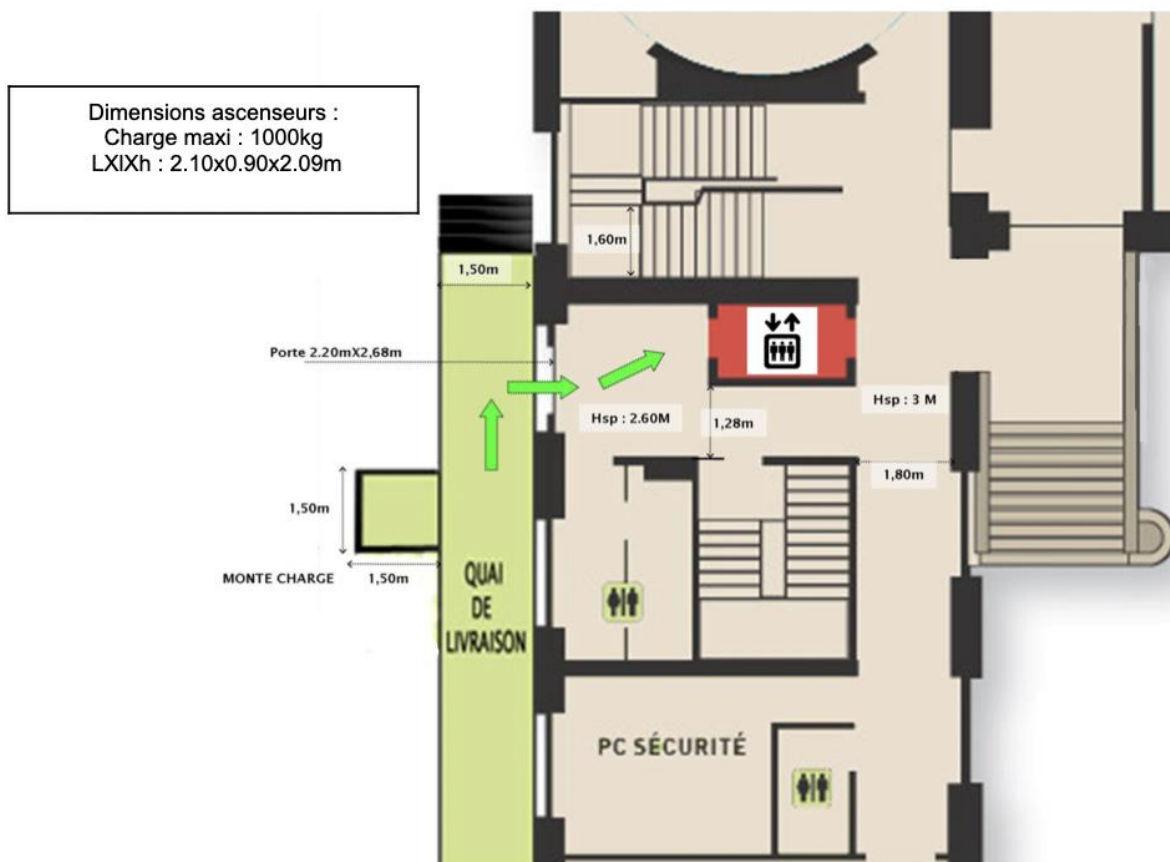 Dimensions ascenseurs :
Charge maxi : 1000kg
LXlXh : 2.10x0.90x2.09m
1,60m
1,50m
Porte 2.20mX2,68m
Hsp : 3 M
Hsp : 2.60M
1,28m
1,80m
1,50m
MONTE CHARGE
1,50m
QUAI
DE
LIVRAISON
PC SÉCURITÉ